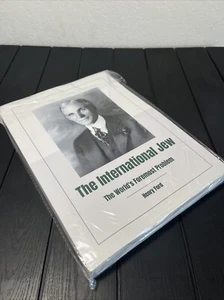 The International Jew
The World's Foremost Problem
Henry Ford